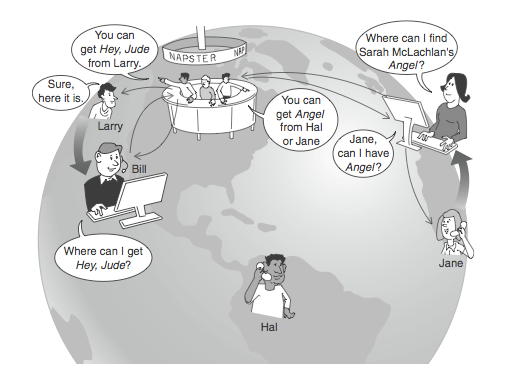 You can
get Hey, Jude
from Larry.
Sure,
here it is.
Larry
NAPSTER
NAP
Where can I find
Sarah McLachlan's
Angel?
You can
get Angel
from Hal
or Jane
Jane,
can I have
Angel?
Bill
Where can I get
Hey, Jude?
Jane
Hal